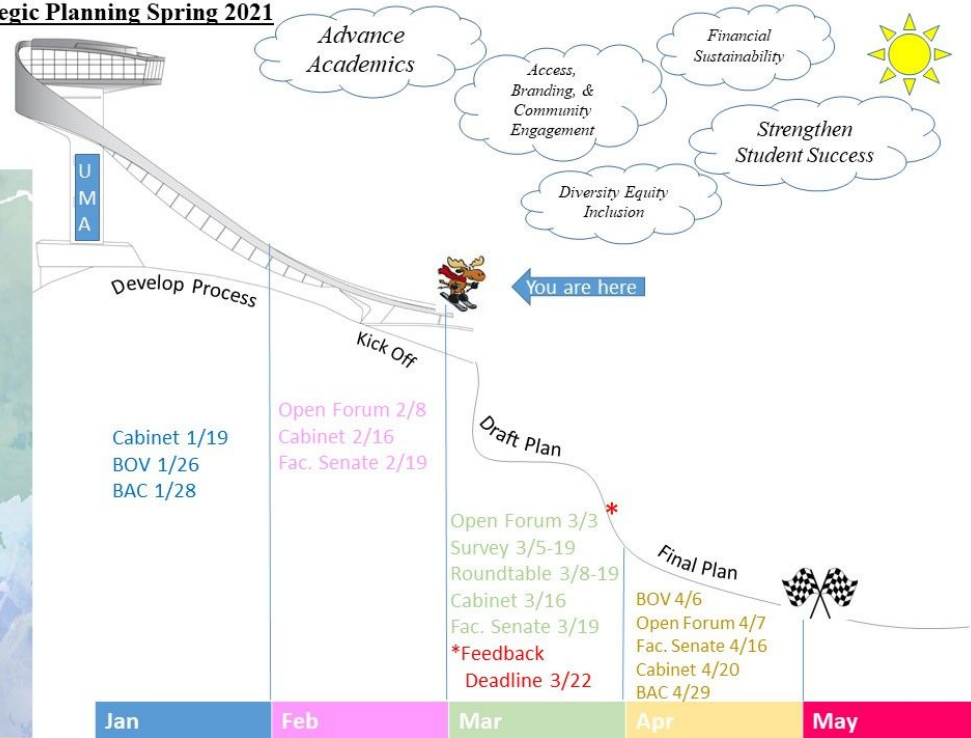 Planning Spring 2021
Advance
Academics
Financial
Sustainability
Access,
Branding, &
Community
Engagement
Strengthen
Student Success
Diversity Equity
Inclusion
U
M
A
You are here
Develop Process
Kick Off
Draft Plan
Final Plan
Cabinet 1/19
BOV 1/26
BAC 1/28
Open Forum 2/8
Cabinet 2/16
Fac. Senate 2/19
*
Open Forum 3/3
Survey 3/5-19
Roundtable 3/8-19
Cabinet 3/16
Fac. Senate 3/19
*Feedback
Deadline 3/22
BOV 4/6
Open Forum 4/7
Fac. Senate 4/16
Cabinet 4/20
BAC 4/29
Jan
Feb
Mar
Apr
May